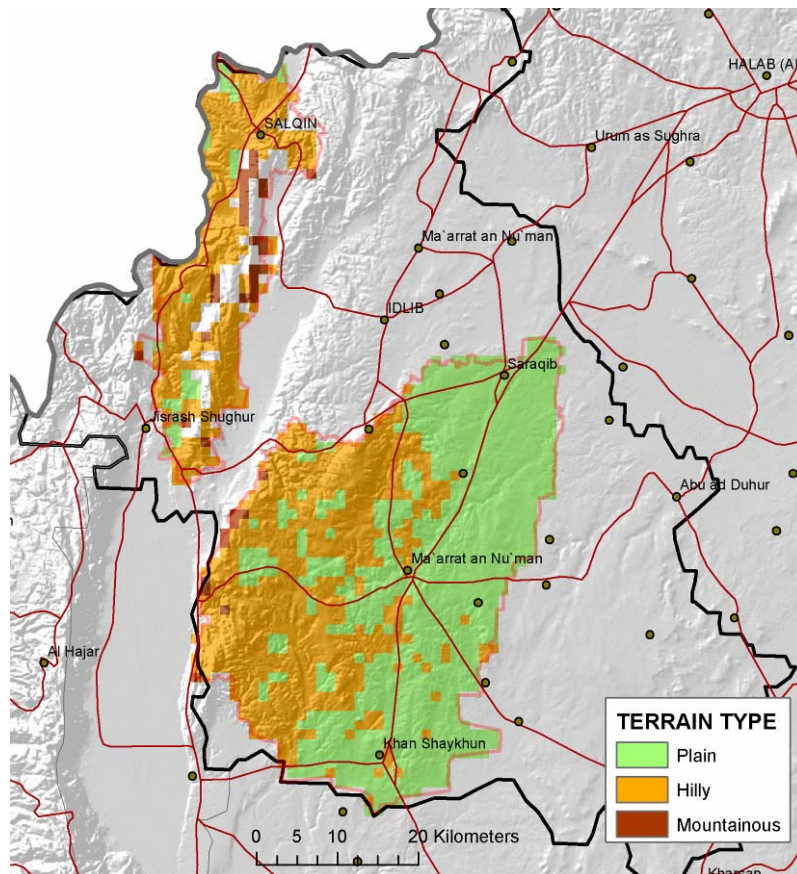 HALAB (Al
SALQIN
Urum as Sughra
Ma`arrat an Nu`man
IDLIB
Saraqib
Jisrash Shughur
Abu ad Duhur
Ma`arrat an Nu`man
Al Hajar
Khan Shaykhun
TERRAIN TYPE
Plain
Hilly
Mountainous
0 5 10 20 Kilometers